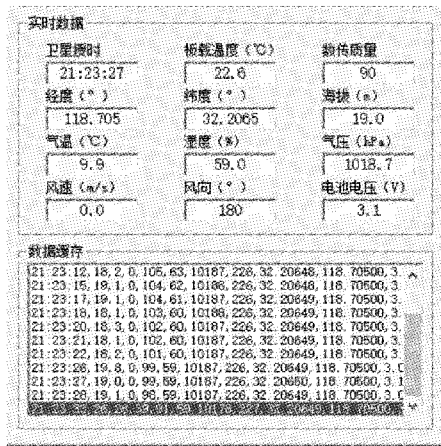 实时数据
卫星授时 板载温度（℃） 数传质量
21:23:27 22.6 90
经度（°） 纬度（°） 海拔（m）
118.705 32.2065 19.0
气温（℃） 湿度（%） 气压（hPa）
9.9 59.0 1018.7
风速（m/s） 风向（°） 电池电压（V）
0.0 180 3.1
数据缓存
21:23:12,18,2,0,105,63,10187,226,32.20648,118.70500,3.
21:23:15,19,1,0,104,62,10186,226,32.20648,118.70500,3.
21:23:17,19,1,0,104,61,10187,226,32.20649,118.70500,3.
21:23:18,18,1,0,103,60,10186,226,32.20649,118.70500,3.
21:23:20,18,3,0,102,60,10187,226,32.20649,118.70500,3.
21:23:21,18,1,0,102,60,10187,226,32.20649,118.70500,3.
21:23:22,18,2,0,101,60,10187,226,32.20649,118.70500,3.
21:23:26,19,8,0,99,59,10187,226,32.20649,118.70500,3.0
21:23:27,19,0,0,99,59,10187,226,32.20650,118.70500,3.1
21:23:28,19,1,0,98,59,10187,226,32.20649,118.70500,3.0